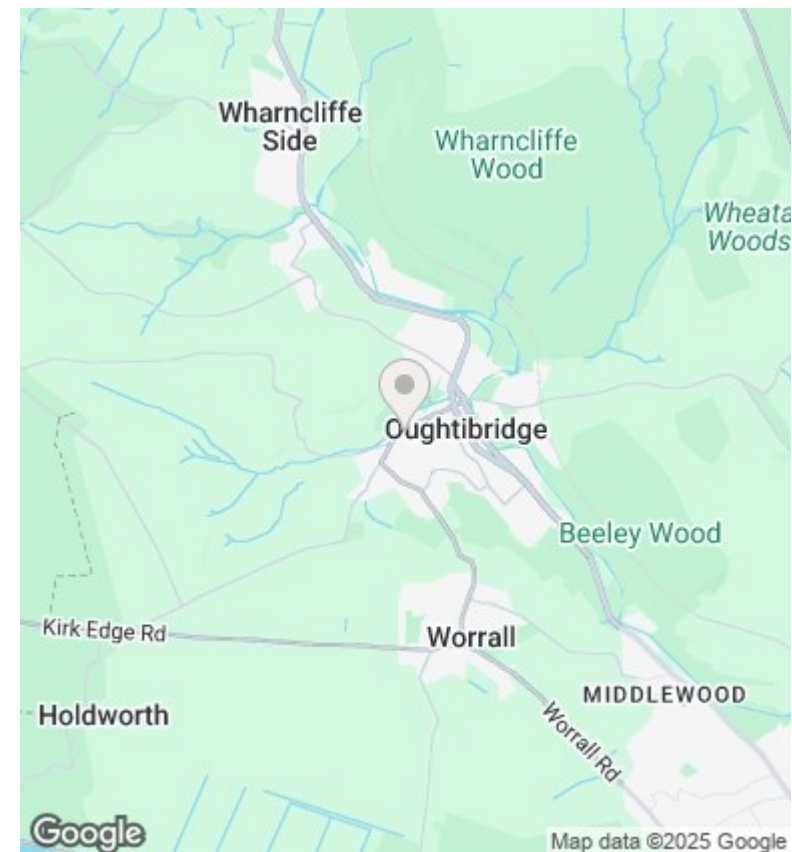 Wharncliffe
Side
Wharncliffe
Wood
Wheata
Woods
Oughtibridge
Beeley Wood
Kirk Edge Rd
Worrall
MIDDLEWOOD
Holdworth
Worrall Rd
Google
Map data ©2025 Google